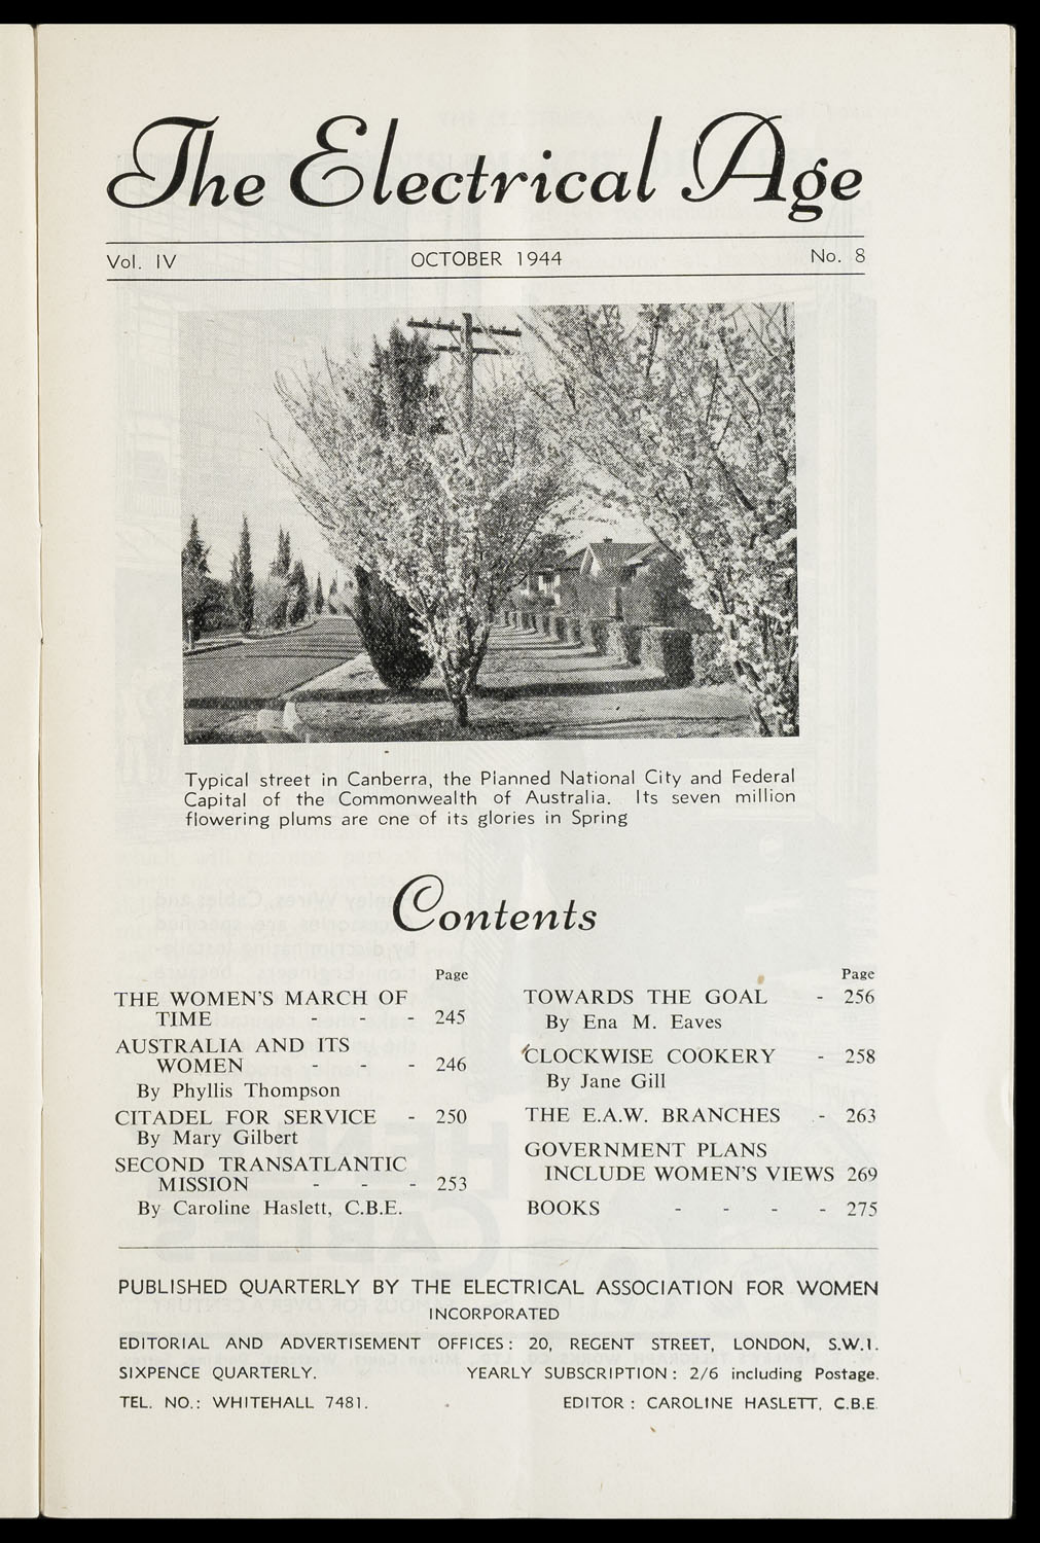 The Electrical Age
Vol. IV OCTOBER 1944 No. 8
Typical street in Canberra, the Planned National City and Federal
Capital of the Commonwealth of Australia. Its seven million
flowering plums are one of its glories in Spring
Contents
Page
THE WOMEN'S MARCH OF
TIME - - - 245
AUSTRALIA AND ITS
WOMEN - - - 246
By Phyllis Thompson
CITADEL FOR SERVICE - 250
By Mary Gilbert
SECOND TRANSATLANTIC
MISSION - - - 253
By Caroline Haslett, C.B.E.
Page
TOWARDS THE GOAL - 256
By Ena M. Eaves
CLOCKWISE COOKERY - 258
By Jane Gill
THE E.A.W. BRANCHES - 263
GOVERNMENT PLANS
INCLUDE WOMEN'S VIEWS 269
BOOKS - - - - 275
PUBLISHED QUARTERLY BY THE ELECTRICAL ASSOCIATION FOR WOMEN
INCORPORATED
EDITORIAL AND ADVERTISEMENT OFFICES: 20, REGENT STREET, LONDON, S.W.1.
SIXPENCE QUARTERLY. YEARLY SUBSCRIPTION: 2/6 including Postage.
TEL. NO.: WHITEHALL 7481. EDITOR: CAROLINE HASLETT, C.B.E.